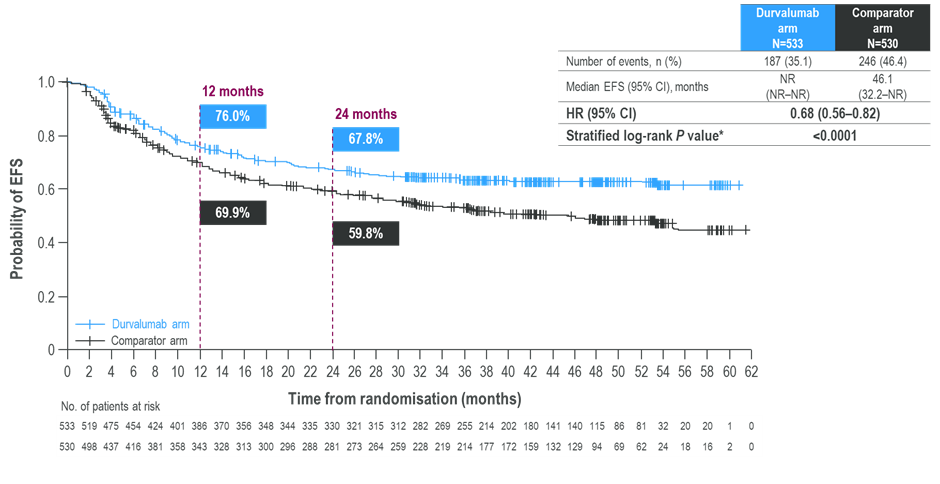 Durvalumab
arm
N=533
Comparator
arm
N=530
Number of events, n (%) 187 (35.1) 246 (46.4)
Median EFS (95% CI), months NR
(NR–NR)
46.1
(32.2–NR)
HR (95% CI) 0.68 (0.56–0.82)
Stratified log-rank P value* <0.0001
Probability of EFS
1.0
0.8
0.6
0.4
0.2
0
12 months
76.0%
69.9%
24 months
67.8%
59.8%
Durvalumab arm
Comparator arm
0 2 4 6 8 10 12 14 16 18 20 22 24 26 28 30 32 34 36 38 40 42 44 46 48 50 52 54 56 58 60 62
Time from randomisation (months)
No. of patients at risk
533 519 475 454 424 401 386 370 356 348 344 335 330 321 315 312 282 269 255 214 202 180 141 140 115 86 81 32 20 20 1 0
530 498 437 416 381 358 343 328 313 300 296 288 281 273 264 259 228 219 214 177 172 159 132 128 94 69 62 24 18 16 2 0